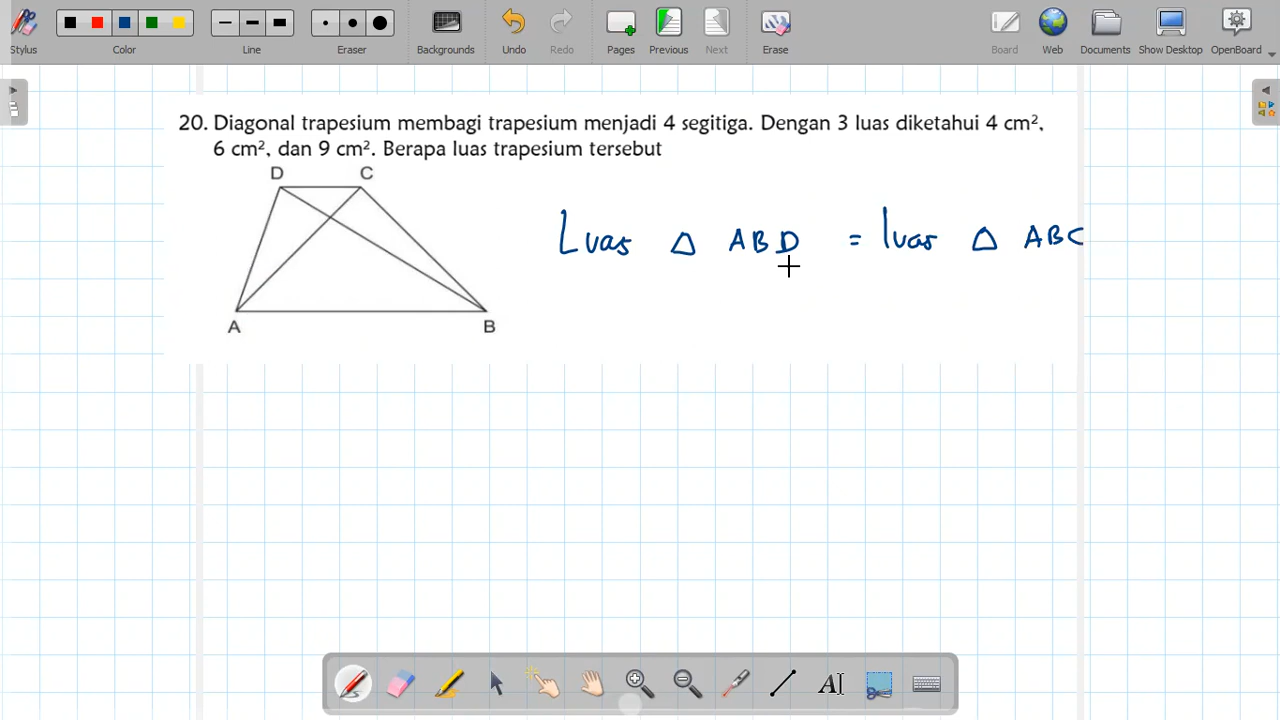 Stylus Color Line Eraser Backgrounds Undo Redo Pages Previous Next Erase Board Web Documents Show Desktop OpenBoard
20. Diagonal trapesium membagi trapesium menjadi 4 segitiga. Dengan 3 luas diketahui 4 cm²,
6 cm², dan 9 cm². Berapa luas trapesium tersebut
D C
Luas △ ABD = luas △ ABC
A B